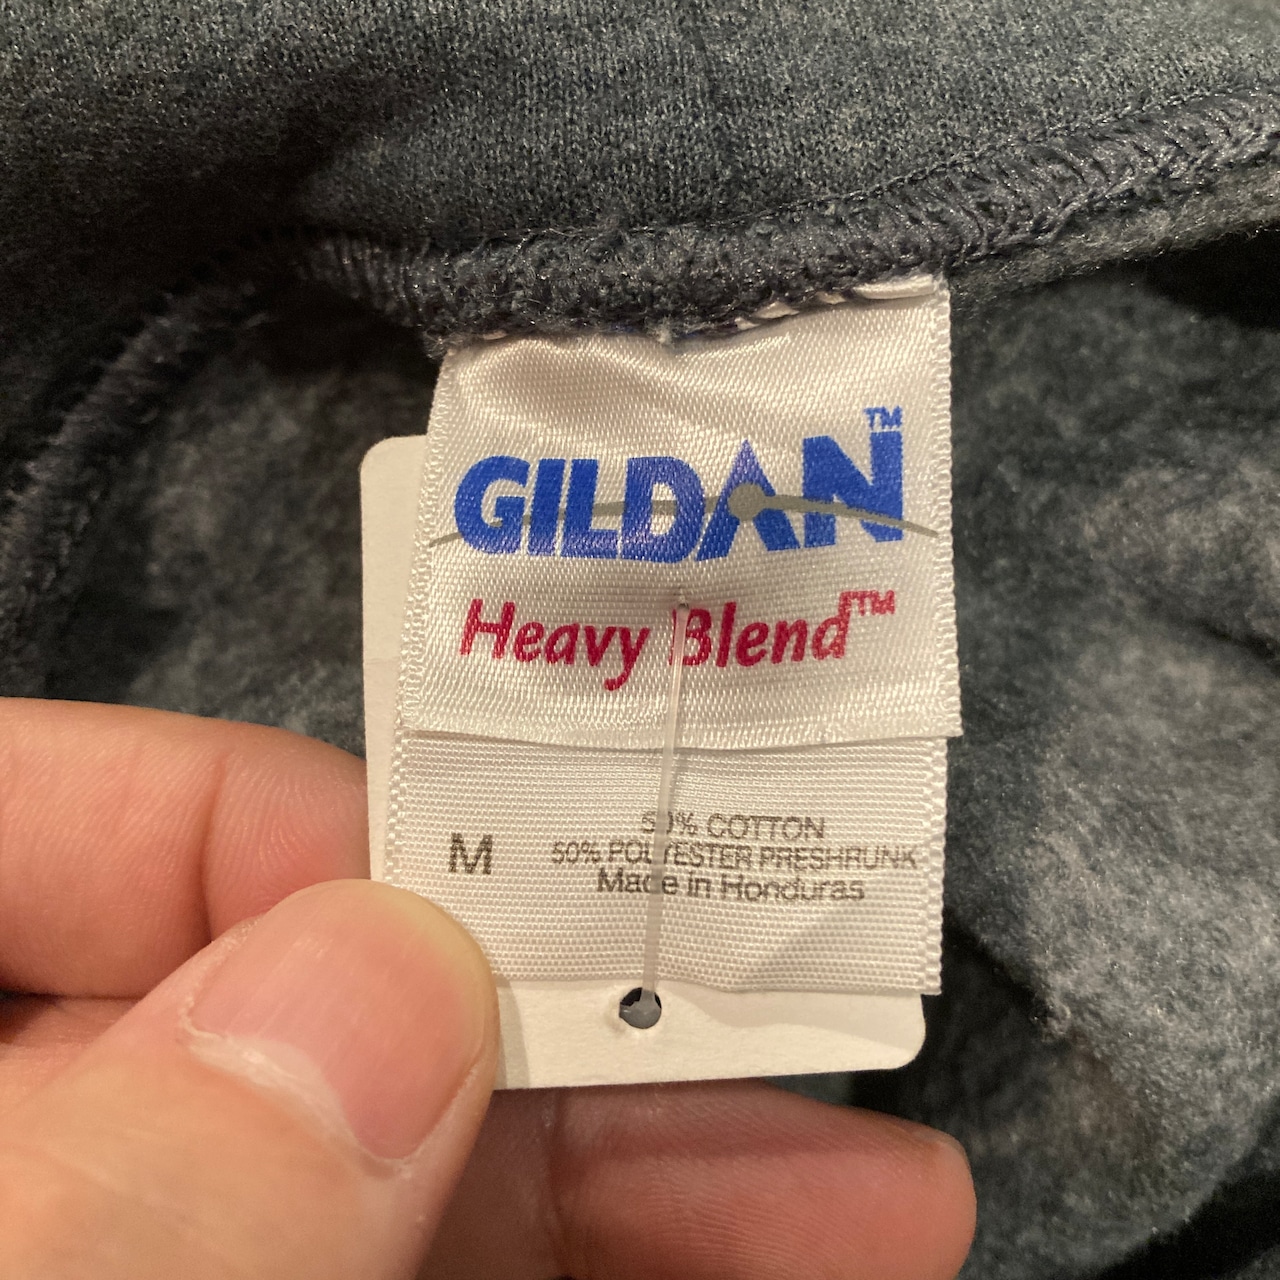 GILDAN™
Heavy Blend™
M
50% COTTON
50% POLYESTER PRESHRUNK
Made in Honduras